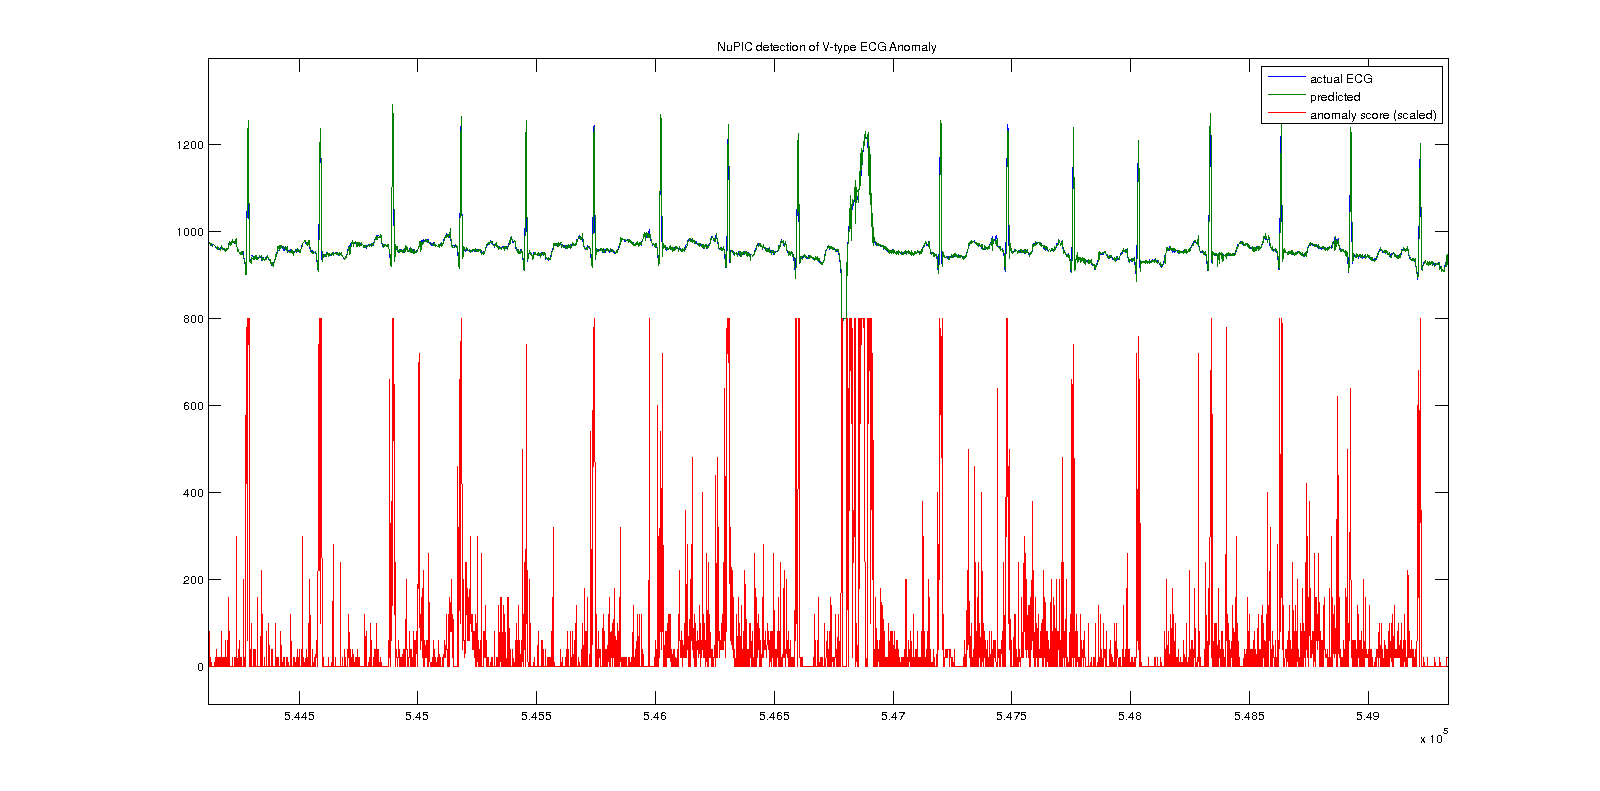 NuPIC detection of V-type ECG Anomaly
actual ECG
predicted
anomaly score (scaled)
1200
1000
800
600
400
200
0
5.445 5.45 5.455 5.46 5.465 5.47 5.475 5.48 5.485 5.49
x 10^5